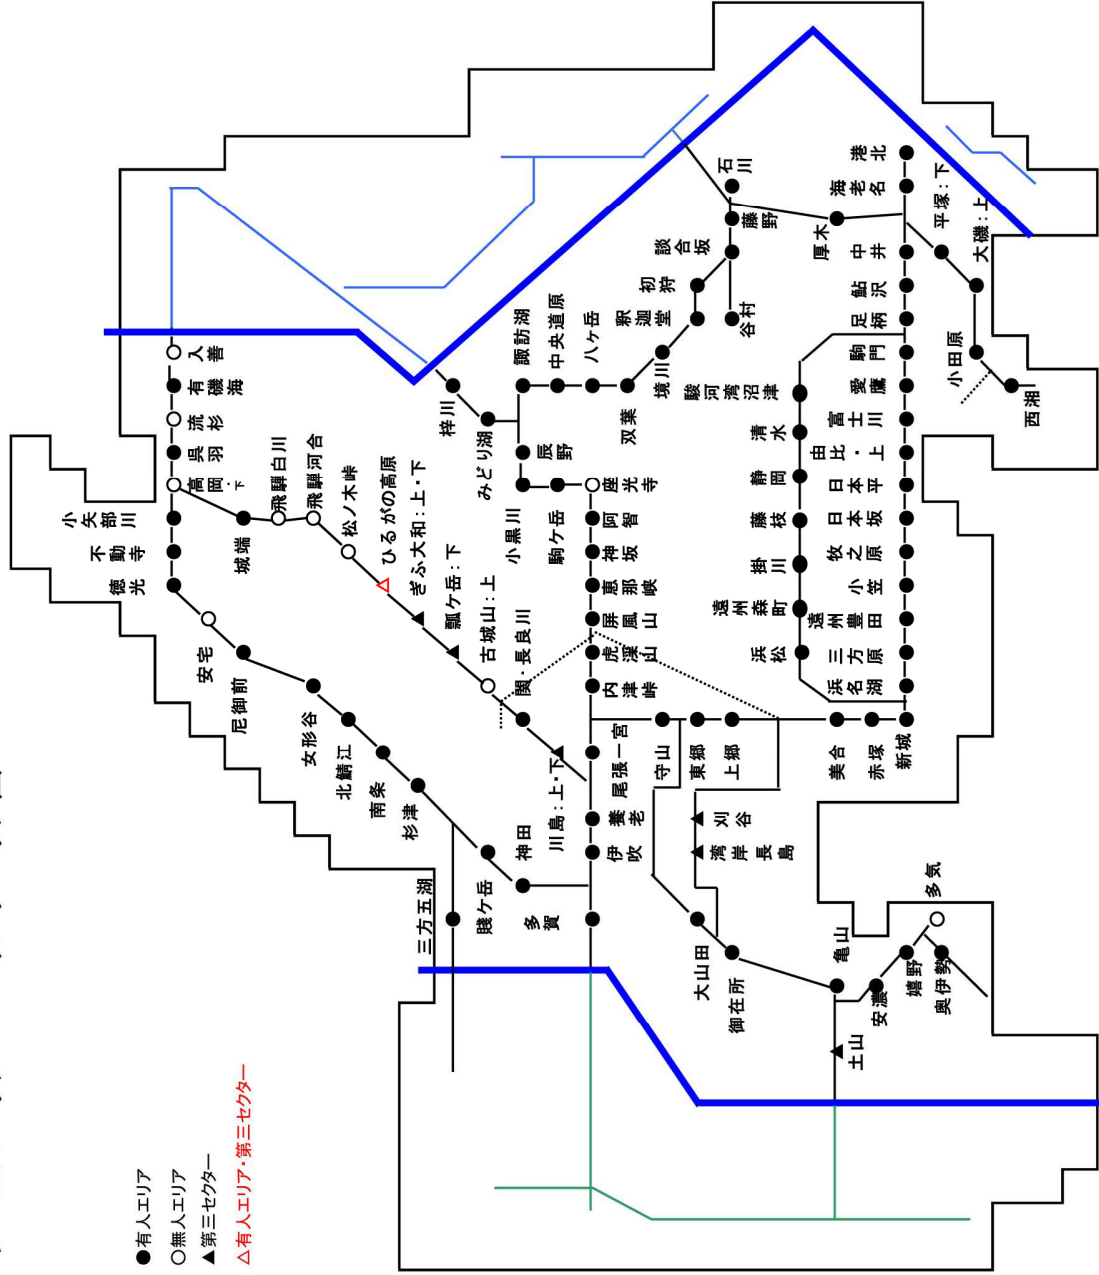 入善
有磯海
流杉
呉羽
高岡・下
小矢部川
不動寺
徳光
安宅
尼御前
女形谷
北鯖江
南条
杉津
賤ケ岳
神田
多賀
三方五湖
城端
飛騨白川
飛騨河合
松ノ木峠
ひるがの高原
ぎふ大和：上・下
瓢ケ岳：下
古城山：上
関・長良川
川島：上・下
梓川
みどり湖
諏訪湖
中央道原
八ヶ岳
双葉
境川
釈迦堂
初狩
談合坂
谷村
藤野
石川
厚木
辰野
小黒川
駒ケ岳
座光寺
阿智
神坂
恵那峡
屏風山
虎渓山
内津峠
尾張一宮
養老
伊吹
守山
東郷
上郷
美合
赤塚
新城
刈谷
湾岸長島
大山田
御在所
亀山
土山
安濃
嬉野
奥伊勢
多気
駿河湾沼津
清水
静岡
藤枝
掛川
遠州森町
浜松
港北
海老名
中井
鮎沢
足柄
駒門
愛鷹
富士川
由比・上
日本平
日本坂
牧之原
小笠
遠州豊田
三方原
浜名湖
平塚：下
大磯：上
小田原
西湘
●有人エリア
○無人エリア
▲第三セクター
△有人エリア・第三セクター